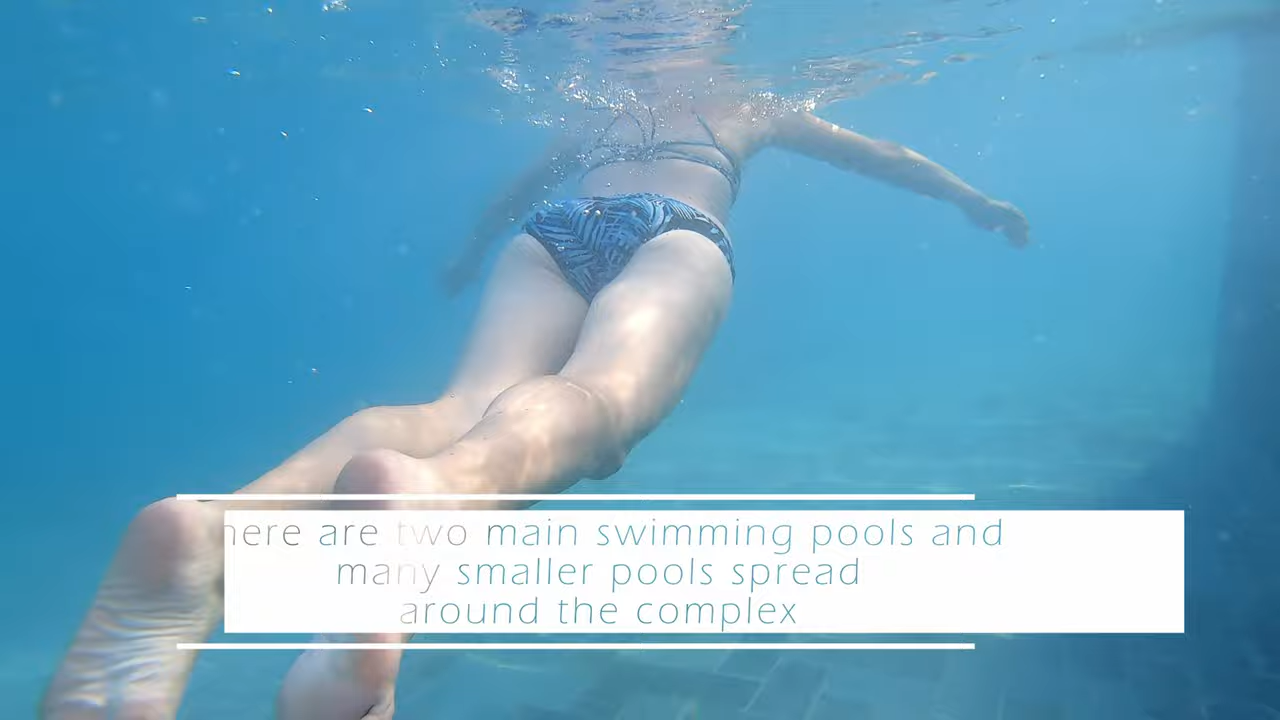 here are two main swimming pools and
many smaller pools spread
around the complex